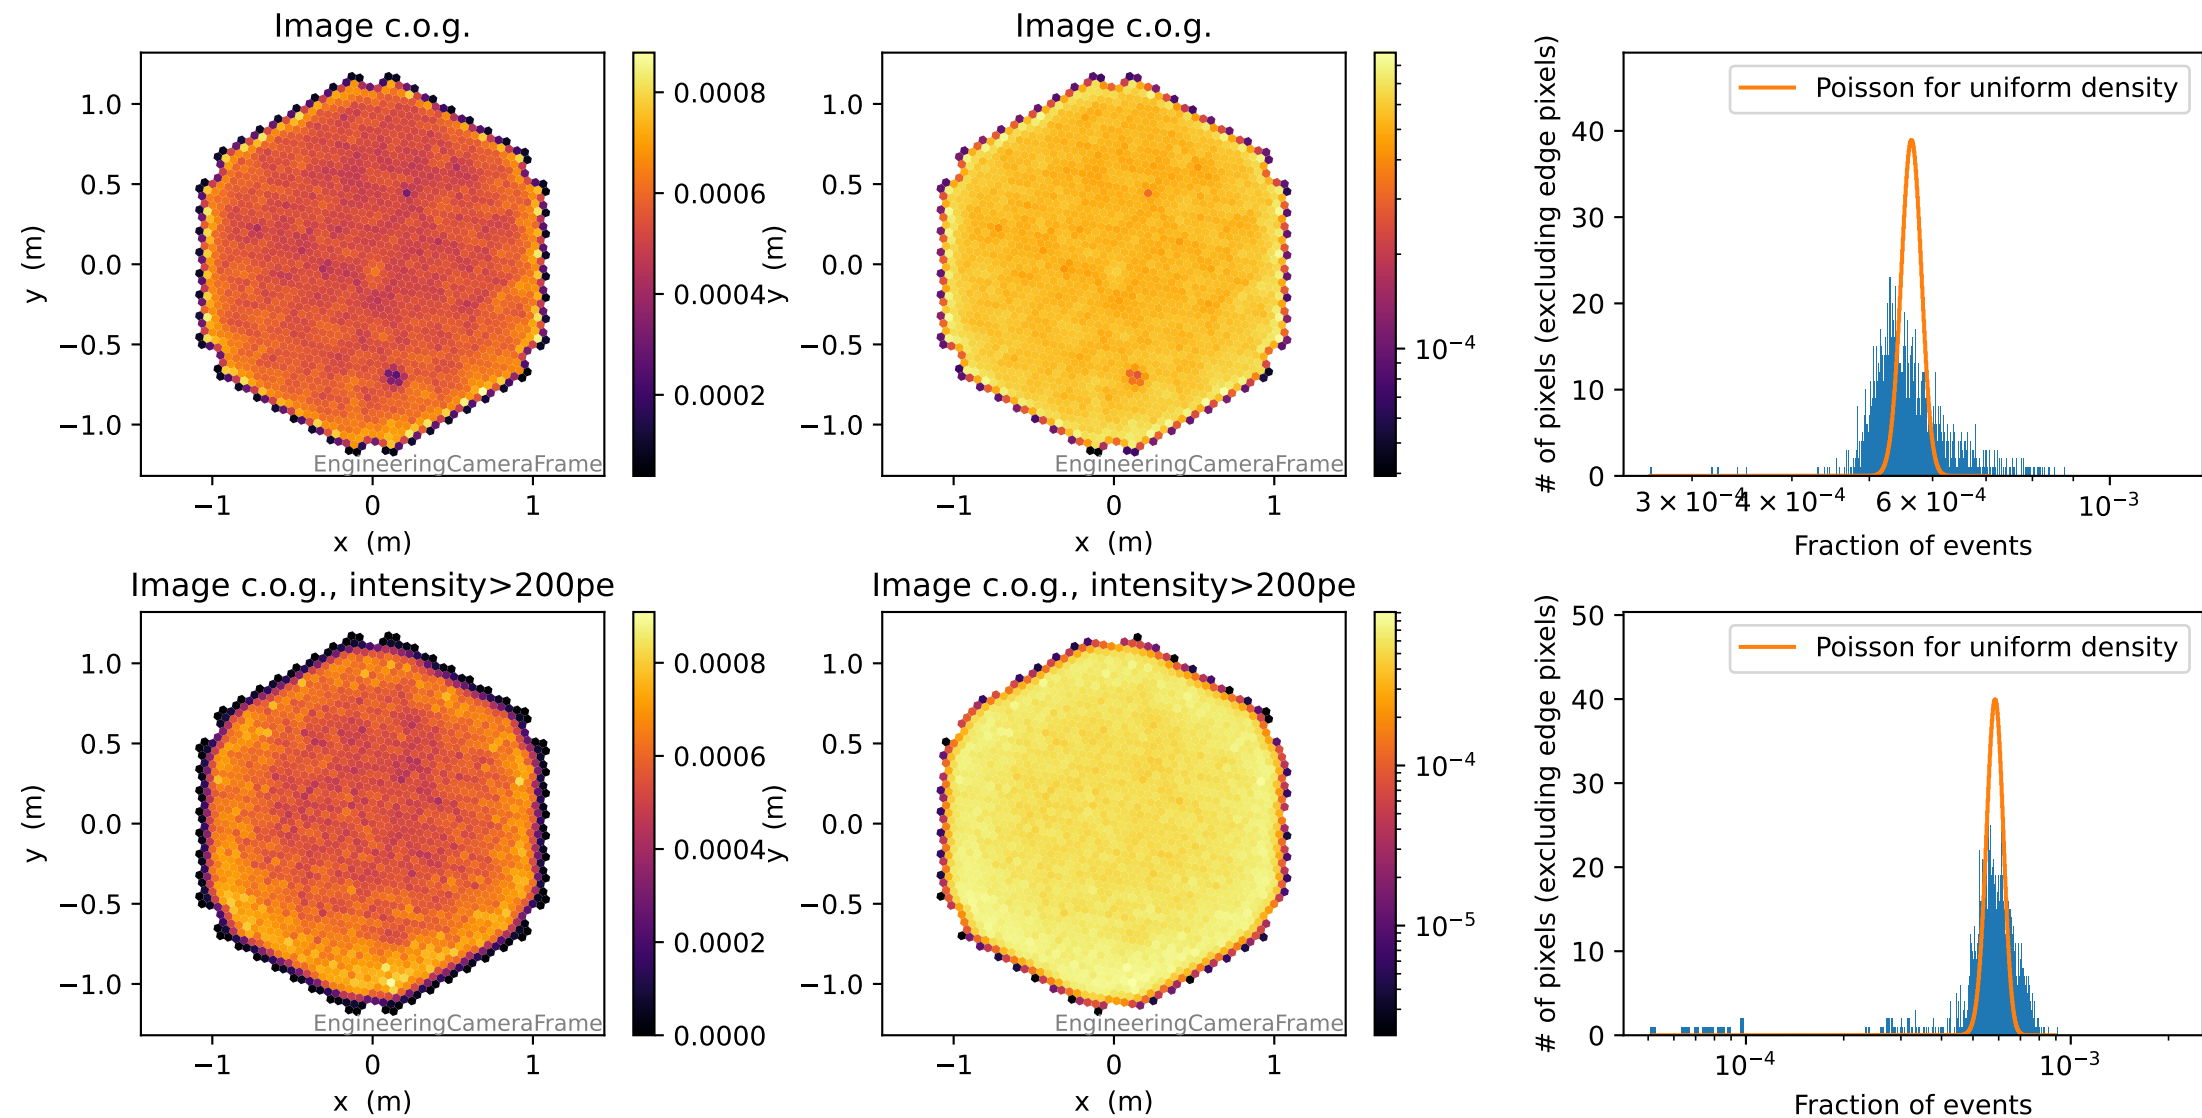 Image c.o.g.
1.0
0.5
0.0
−0.5
−1.0
y (m)
−1
0
1
x (m)
EngineeringCameraFrame
0.0008
0.0006
0.0004
0.0002
Image c.o.g.
1.0
0.5
0.0
−0.5
−1.0
y (m)
−1
0
1
x (m)
EngineeringCameraFrame
10⁻⁴
# of pixels (excluding edge pixels)
40
30
20
10
0
Poisson for uniform density
3 × 10⁻⁴
4 × 10⁻⁴
6 × 10⁻⁴
10⁻³
Fraction of events
Image c.o.g., intensity>200pe
1.0
0.5
0.0
−0.5
−1.0
y (m)
−1
0
1
x (m)
EngineeringCameraFrame
0.0008
0.0006
0.0004
0.0002
0.0000
Image c.o.g., intensity>200pe
1.0
0.5
0.0
−0.5
−1.0
y (m)
−1
0
1
x (m)
EngineeringCameraFrame
10⁻⁴
10⁻⁵
# of pixels (excluding edge pixels)
50
40
30
20
10
0
Poisson for uniform density
10⁻⁴
10⁻³
Fraction of events